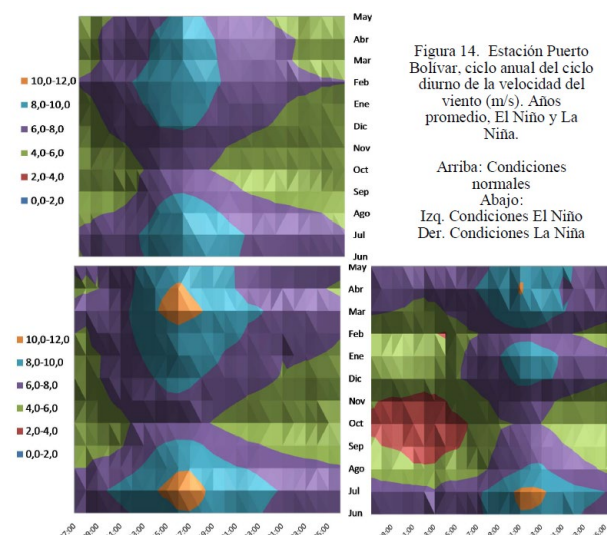 May
Abr
Mar
Feb
Ene
Dic
Nov
Oct
Sep
Ago
Jul
Jun
10,0-12,0
8,0-10,0
6,0-8,0
4,0-6,0
2,0-4,0
0,0-2,0
Figura 14. Estación Puerto
Bolívar, ciclo anual del ciclo
diurno de la velocidad del
viento (m/s). Años
promedio, El Niño y La
Niña.
Arriba: Condiciones
normales
Abajo:
Izq. Condiciones El Niño
Der. Condiciones La Niña
May
Abr
Mar
Feb
Ene
Dic
Nov
Oct
Sep
Ago
Jul
Jun
10,0-12,0
8,0-10,0
6,0-8,0
4,0-6,0
2,0-4,0
0,0-2,0